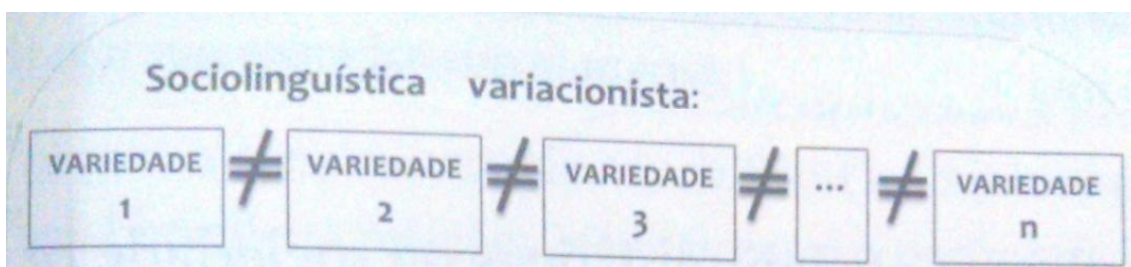 Sociolinguística variacionista:
VARIEDADE ≠ VARIEDADE ≠ VARIEDADE ≠ ... ≠ VARIEDADE
1 2 3 n